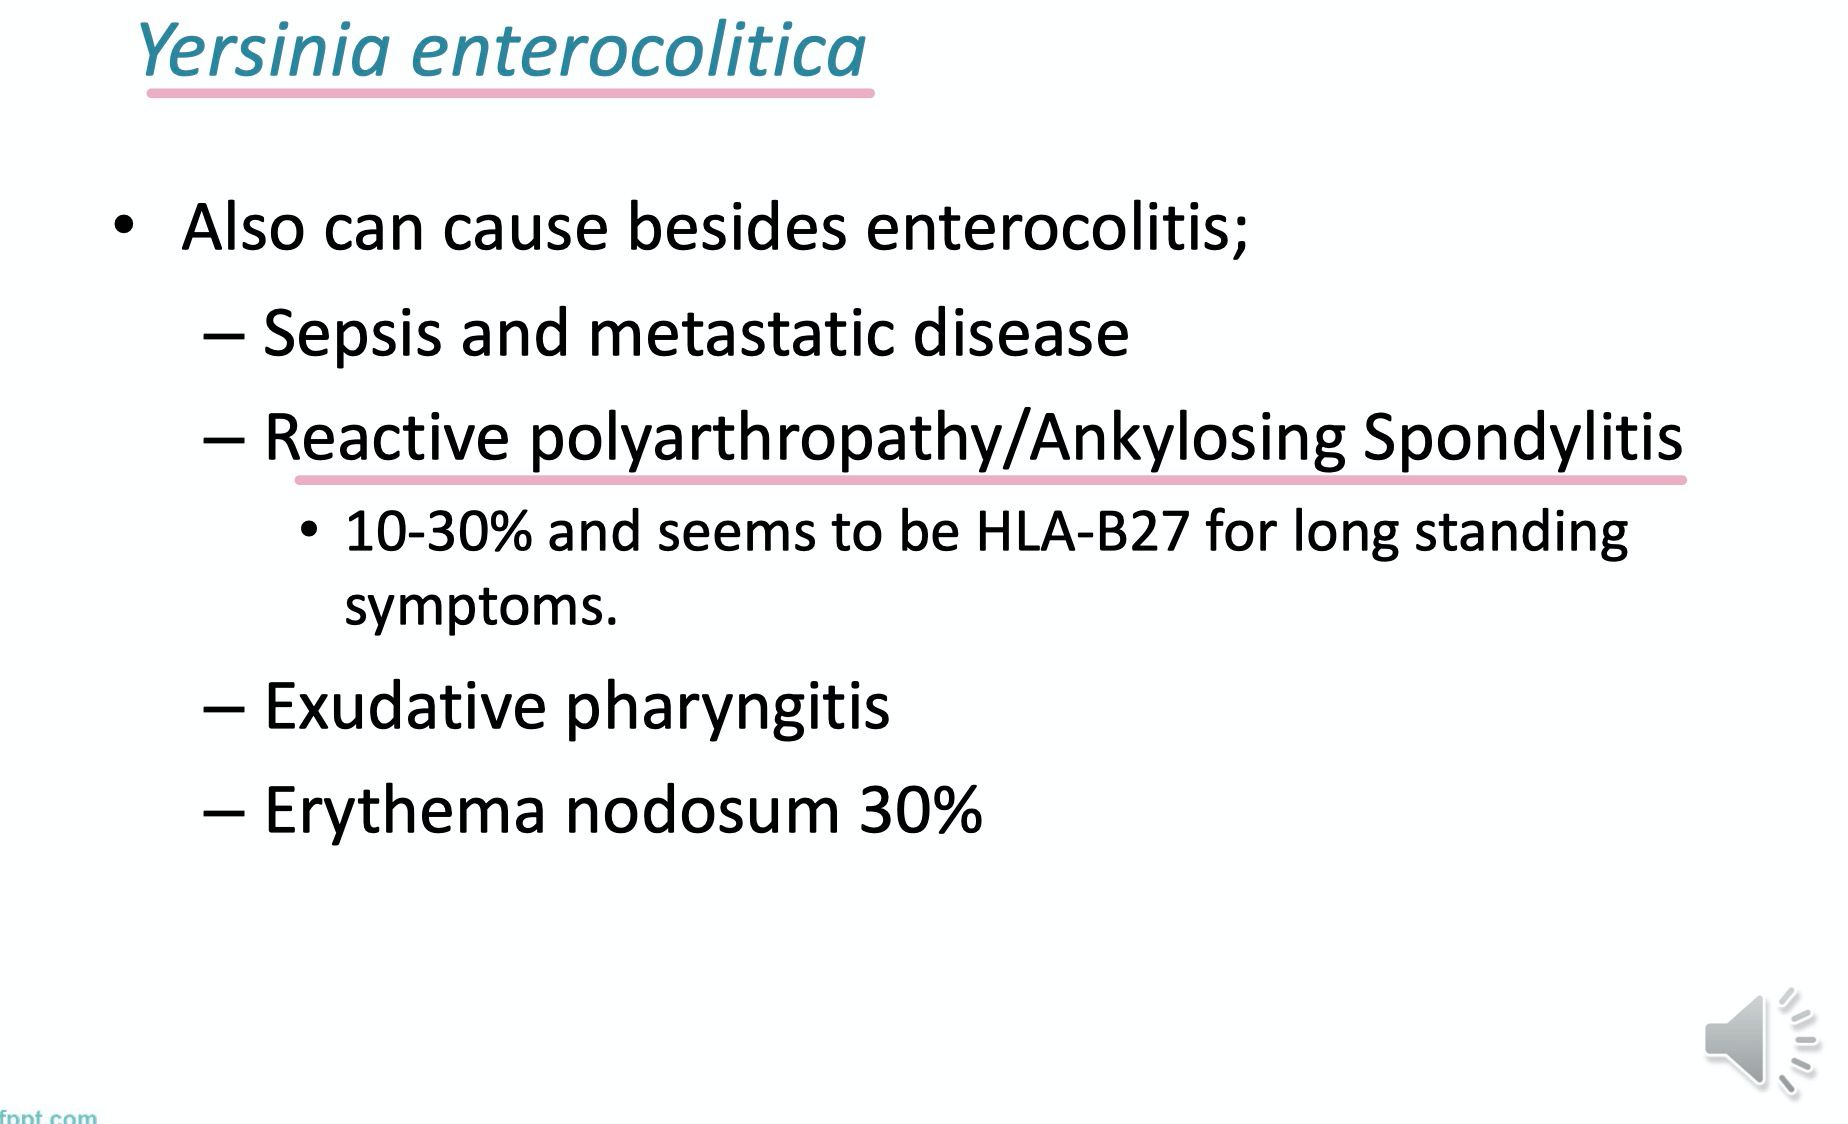 Yersinia enterocolitica
• Also can cause besides enterocolitis;
– Sepsis and metastatic disease
– Reactive polyarthropathy/Ankylosing Spondylitis
• 10-30% and seems to be HLA-B27 for long standing
symptoms.
– Exudative pharyngitis
– Erythema nodosum 30%
fppt.com